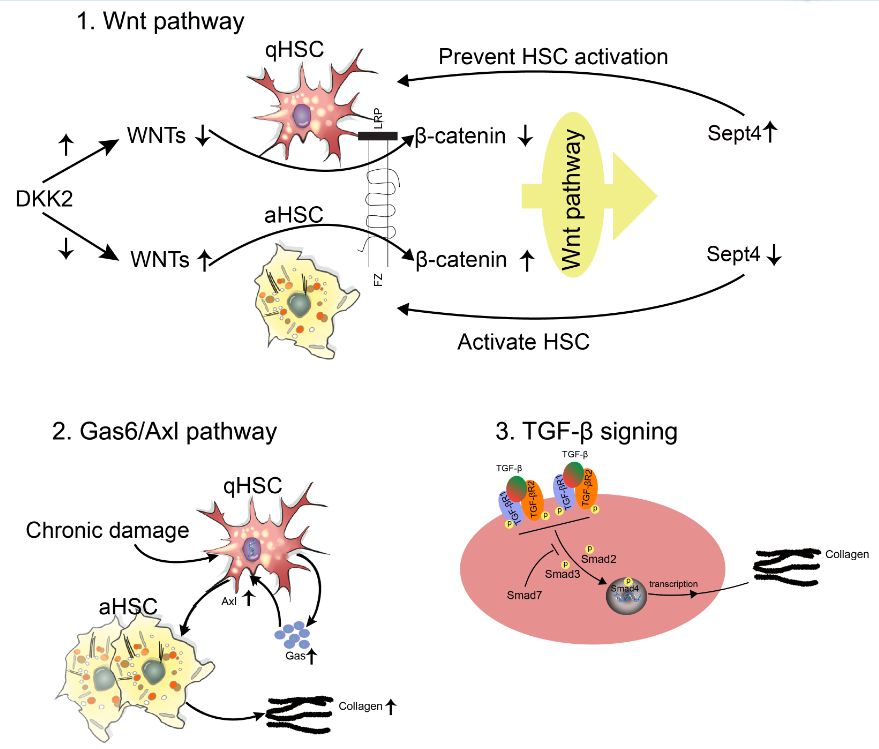 1. Wnt pathway
qHSC
Prevent HSC activation
LRP
↑
WNTs ↓
β-catenin ↓
Sept4↑
Wnt pathway
DKK2
aHSC
↓
WNTs ↑
β-catenin ↑
Sept4 ↓
FZ
Activate HSC
2. Gas6/Axl pathway
qHSC
Chronic damage
Axl ↑
aHSC
Gas↑
Collagen ↑
3. TGF-β signing
TGF-β
TGF-β
TGF-βR1
TGF-βR2
TGF-βR1
TGF-βR2
P
P
P
P
P
Smad2
P
Smad3
Smad7
P
Smad4
transcription
Collagen